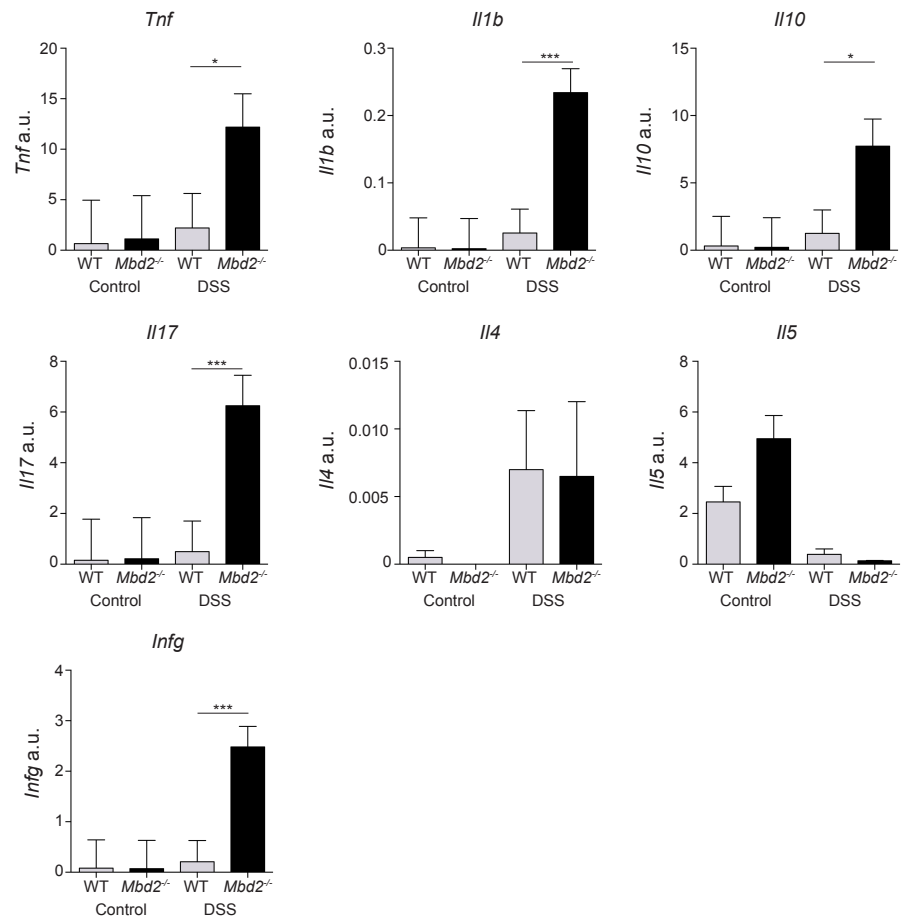 Tnf
Tnf a.u.
20
15
10
5
0
*
WT Mbd2-/- WT Mbd2-/-
Control DSS
Il1b
Il1b a.u.
0.3
0.2
0.1
0
***
WT Mbd2-/- WT Mbd2-/-
Control DSS
Il10
Il10 a.u.
15
10
5
0
*
WT Mbd2-/- WT Mbd2-/-
Control DSS
Il17
Il17 a.u.
8
6
4
2
0
***
WT Mbd2-/- WT Mbd2-/-
Control DSS
Il4
Il4 a.u.
0.015
0.010
0.005
0
WT Mbd2-/- WT Mbd2-/-
Control DSS
Il5
Il5 a.u.
8
6
4
2
0
WT Mbd2-/- WT Mbd2-/-
Control DSS
Infg
Infg a.u.
4
3
2
1
0
***
WT Mbd2-/- WT Mbd2-/-
Control DSS